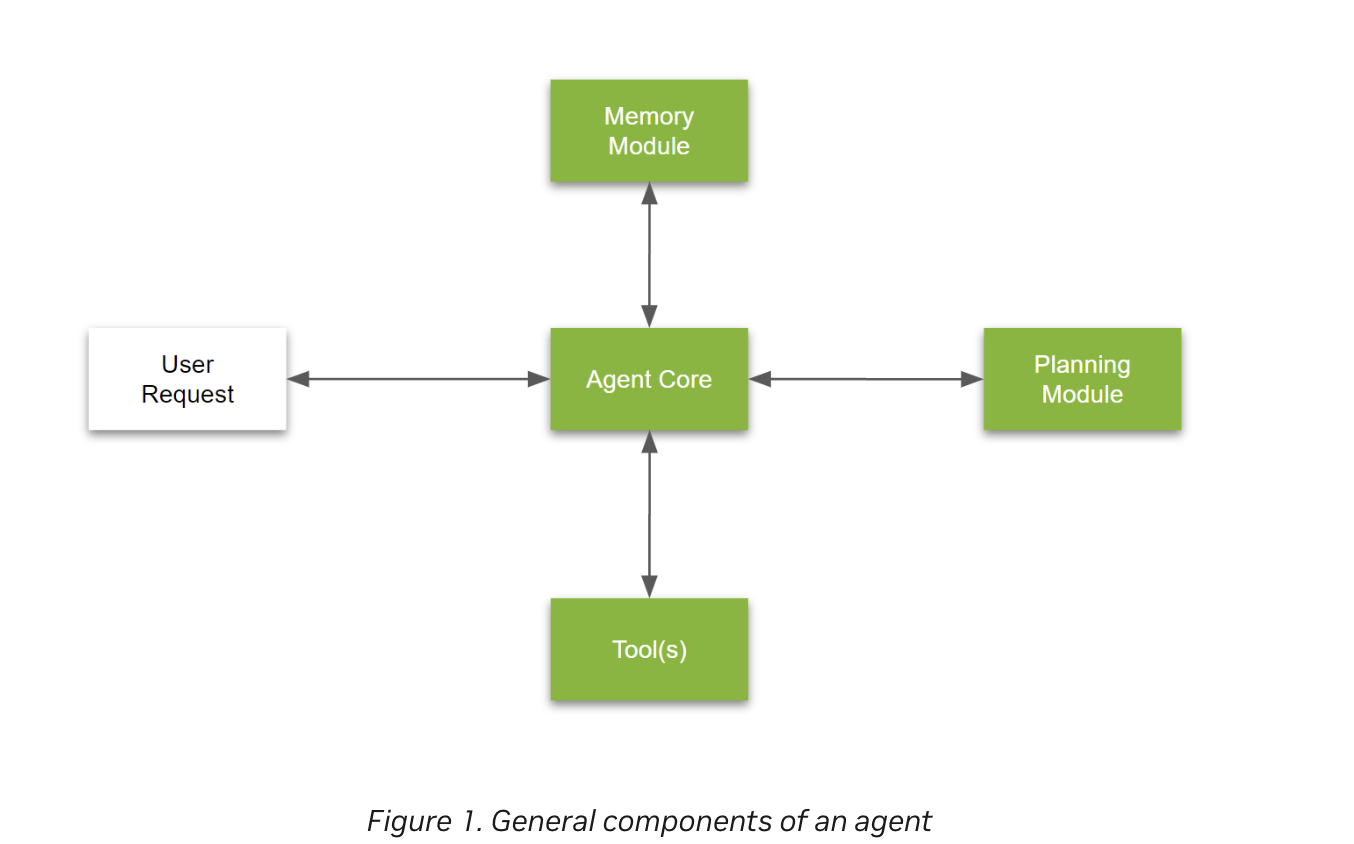 Memory
Module
User
Request
Agent Core
Planning
Module
Tool(s)
Figure 1. General components of an agent